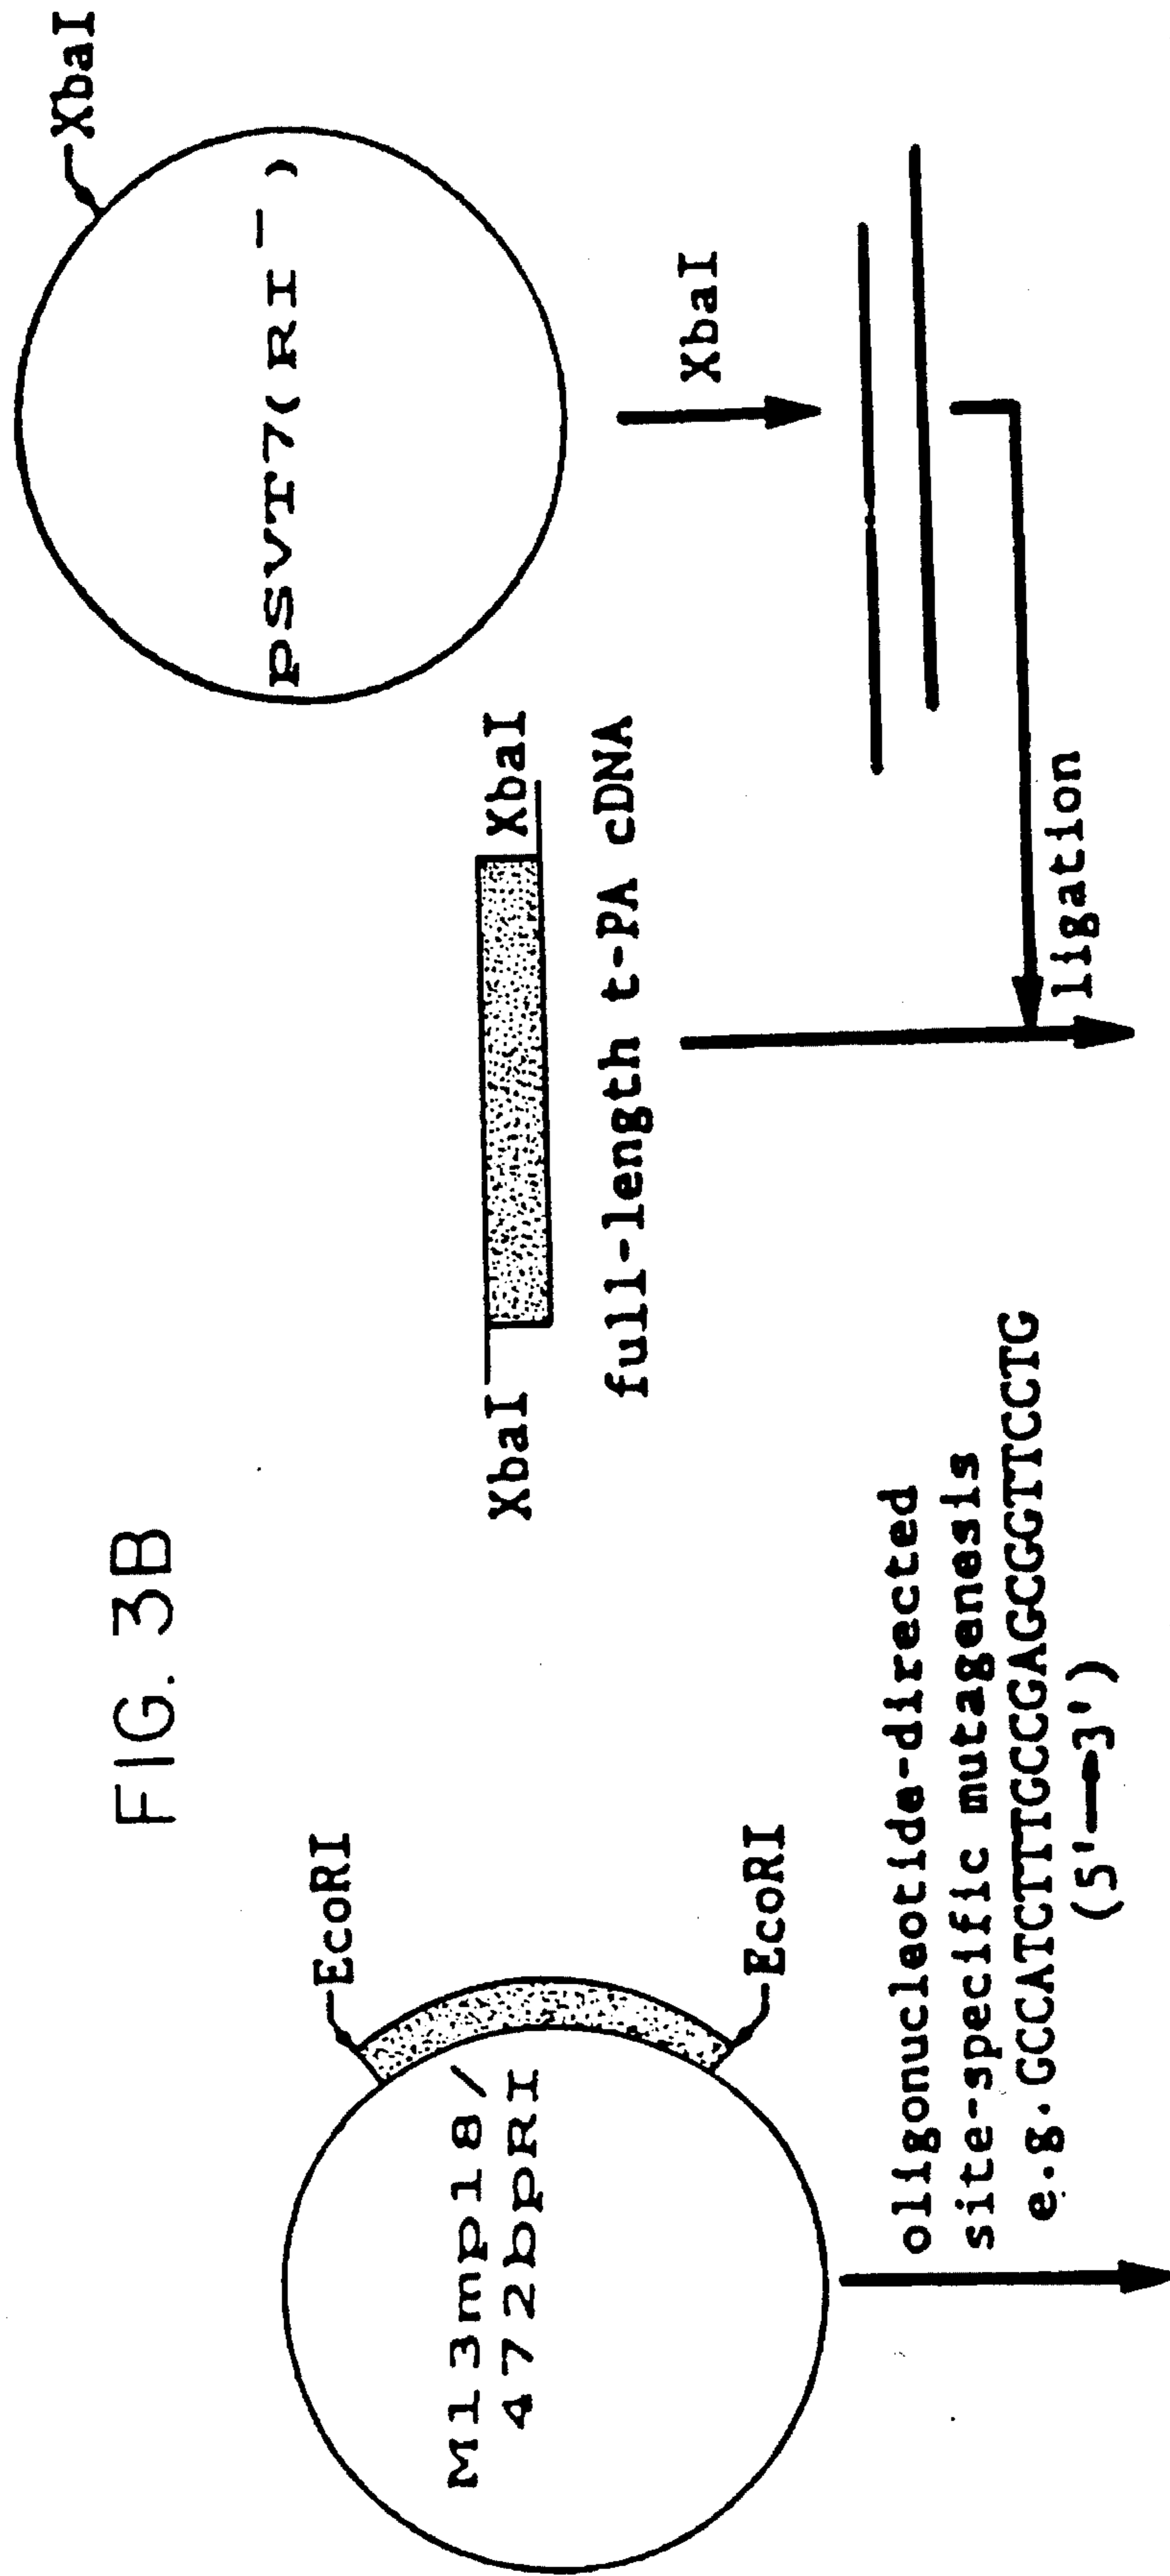 FIG. 3B
M13mp18/
472bpRI
EcoRI
EcoRI
oligonucleotide-directed
site-specific mutagenesis
e.g. GCCATCTTTGCCGAGCGGTTCCTG
(5'→3')
XbaI
XbaI
full-length t-PA cDNA
pSVT7(RI⁻)
XbaI
XbaI
ligation